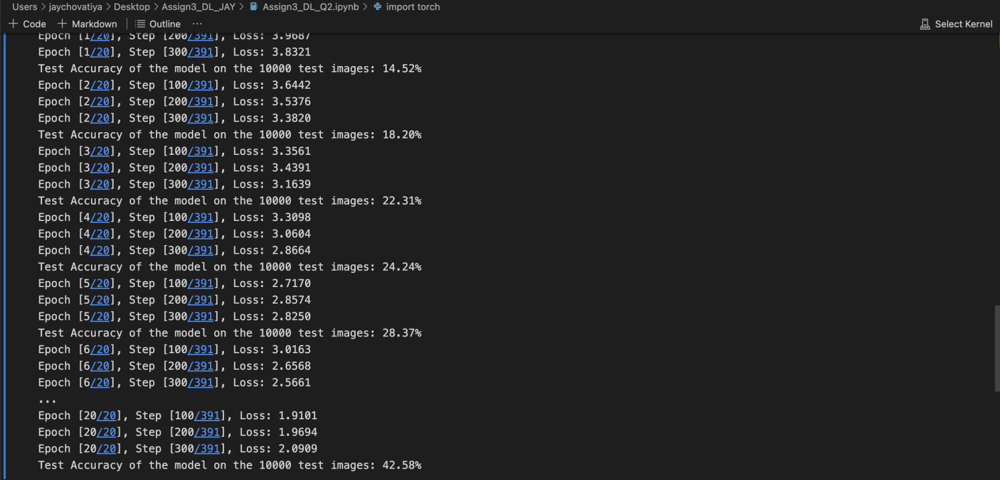 Users > jaychovatiya > Desktop > Assign3_DL_JAY > Assign3_DL_Q2.ipynb > import torch
+ Code + Markdown | Outline ... Select Kernel
Epoch [1/20], Step [200/391], Loss: 3.9687
Epoch [1/20], Step [300/391], Loss: 3.8321
Test Accuracy of the model on the 10000 test images: 14.52%
Epoch [2/20], Step [100/391], Loss: 3.6442
Epoch [2/20], Step [200/391], Loss: 3.5376
Epoch [2/20], Step [300/391], Loss: 3.3820
Test Accuracy of the model on the 10000 test images: 18.20%
Epoch [3/20], Step [100/391], Loss: 3.3561
Epoch [3/20], Step [200/391], Loss: 3.4391
Epoch [3/20], Step [300/391], Loss: 3.1639
Test Accuracy of the model on the 10000 test images: 22.31%
Epoch [4/20], Step [100/391], Loss: 3.3098
Epoch [4/20], Step [200/391], Loss: 3.0604
Epoch [4/20], Step [300/391], Loss: 2.8664
Test Accuracy of the model on the 10000 test images: 24.24%
Epoch [5/20], Step [100/391], Loss: 2.7170
Epoch [5/20], Step [200/391], Loss: 2.8574
Epoch [5/20], Step [300/391], Loss: 2.8250
Test Accuracy of the model on the 10000 test images: 28.37%
Epoch [6/20], Step [100/391], Loss: 3.0163
Epoch [6/20], Step [200/391], Loss: 2.6568
Epoch [6/20], Step [300/391], Loss: 2.5661
...
Epoch [20/20], Step [100/391], Loss: 1.9101
Epoch [20/20], Step [200/391], Loss: 1.9694
Epoch [20/20], Step [300/391], Loss: 2.0909
Test Accuracy of the model on the 10000 test images: 42.58%